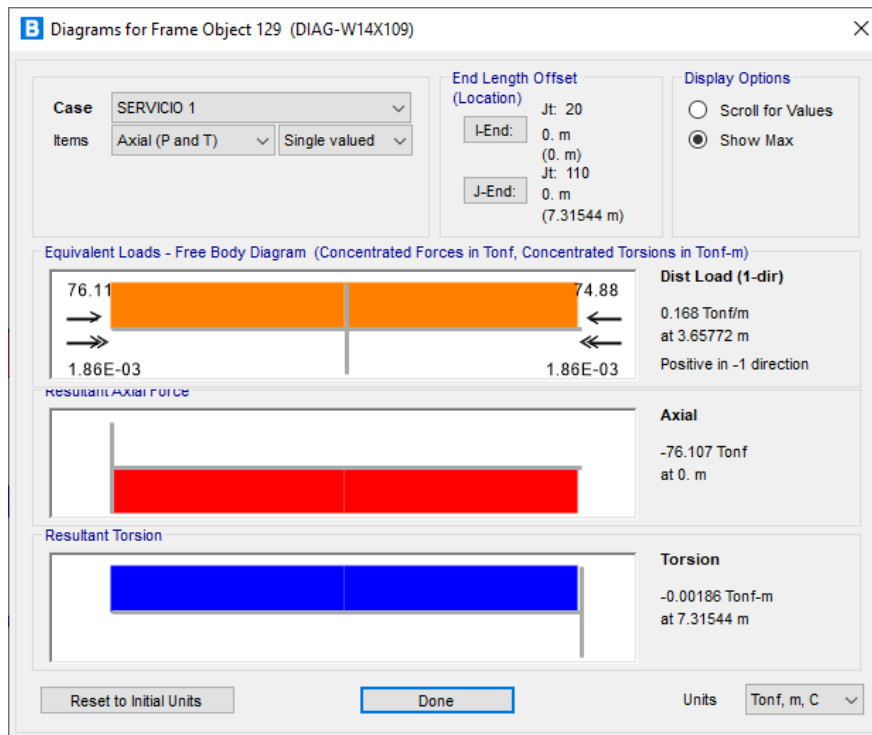 B Diagrams for Frame Object 129 (DIAG-W14X109)
Case SERVICIO 1
Items Axial (P and T) Single valued
End Length Offset
(Location)
Jt: 20
I-End: 0. m
(0. m)
Jt: 110
J-End: 0. m
(7.31544 m)
Display Options
Scroll for Values
Show Max
Equivalent Loads - Free Body Diagram (Concentrated Forces in Tonf, Concentrated Torsions in Tonf-m)
76.11 74.88
1.86E-03 1.86E-03
Dist Load (1-dir)
0.168 Tonf/m
at 3.65772 m
Positive in -1 direction
Resultant Axial Force
Axial
-76.107 Tonf
at 0. m
Resultant Torsion
Torsion
-0.00186 Tonf-m
at 7.31544 m
Reset to Initial Units Done Units Tonf, m, C